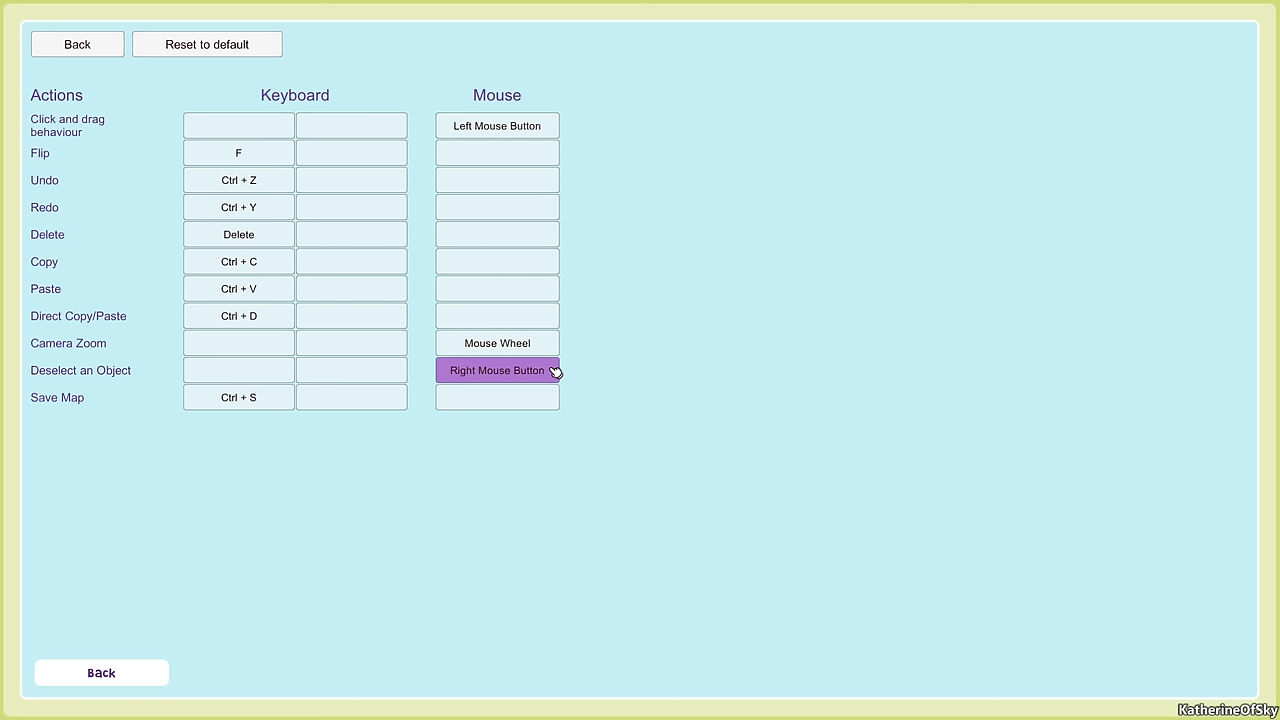 Back
Reset to default
Actions
Keyboard
Mouse
Click and drag
behaviour
Left Mouse Button
Flip
F
Undo
Ctrl + Z
Redo
Ctrl + Y
Delete
Delete
Copy
Ctrl + C
Paste
Ctrl + V
Direct Copy/Paste
Ctrl + D
Camera Zoom
Mouse Wheel
Deselect an Object
Right Mouse Button
Save Map
Ctrl + S
Back
KatherineOfSky